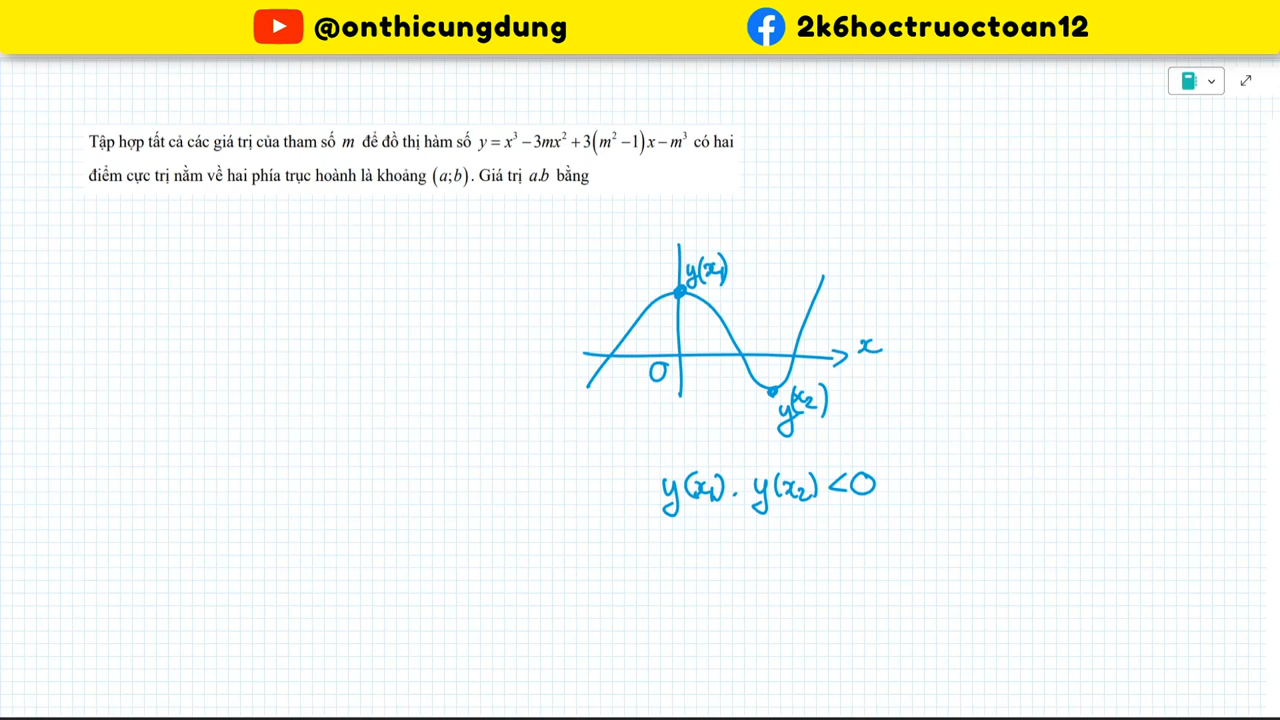 @onthicungdung
2k6hoctruoctoan12
Tập hợp tất cả các giá trị của tham số m để đồ thị hàm số y = x³ − 3mx² + 3(m² − 1)x − m³ có hai
điểm cực trị nằm về hai phía trục hoành là khoảng (a;b). Giá trị a.b bằng
y(x₁)
x
0
y(x₂)
y(x₁) . y(x₂) < 0